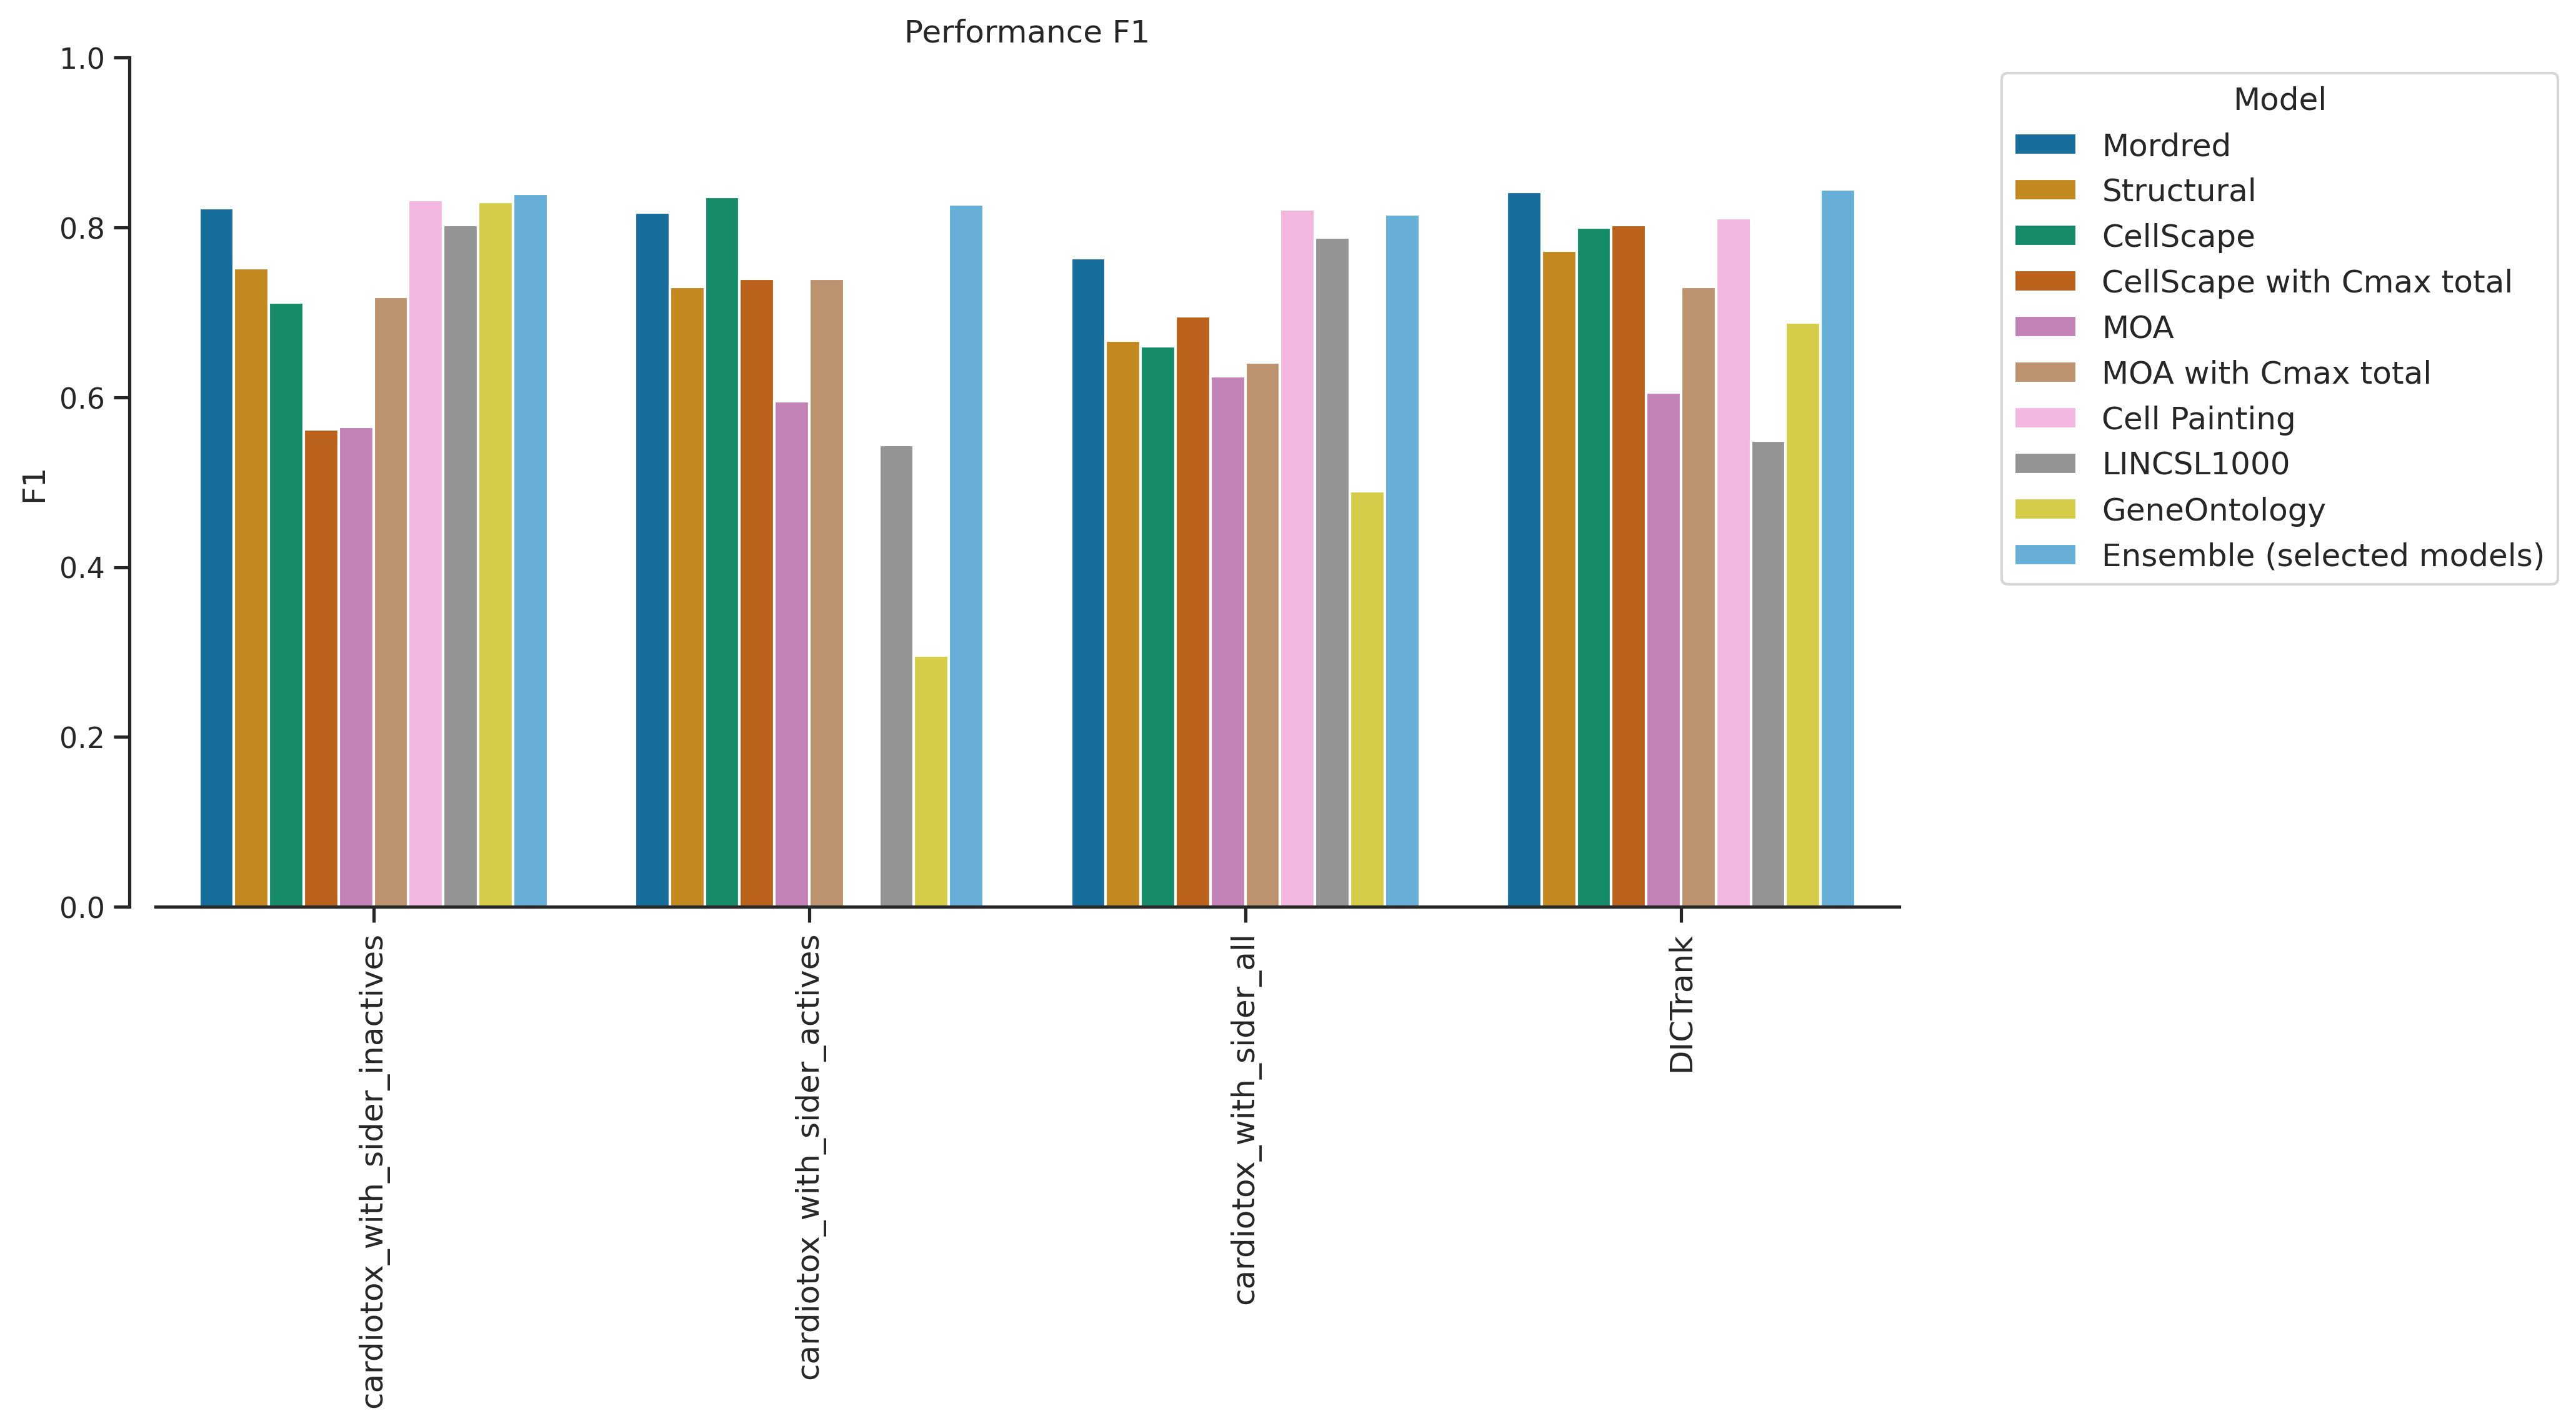 Performance F1
1.0
0.8
0.6
0.4
0.2
0.0
F1
cardiotox_with_sider_inactives
cardiotox_with_sider_actives
cardiotox_with_sider_all
DICTrank
Model
Mordred
Structural
CellScape
CellScape with Cmax total
MOA
MOA with Cmax total
Cell Painting
LINCSL1000
GeneOntology
Ensemble (selected models)